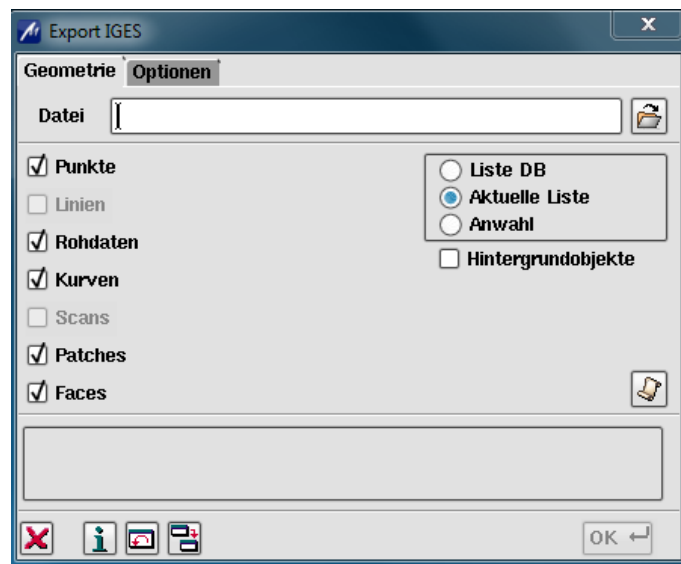 Export IGES
Geometrie Optionen
Datei
Punkte
Linien
Rohdaten
Kurven
Scans
Patches
Faces
Liste DB
Aktuelle Liste
Anwahl
Hintergrundobjekte
OK